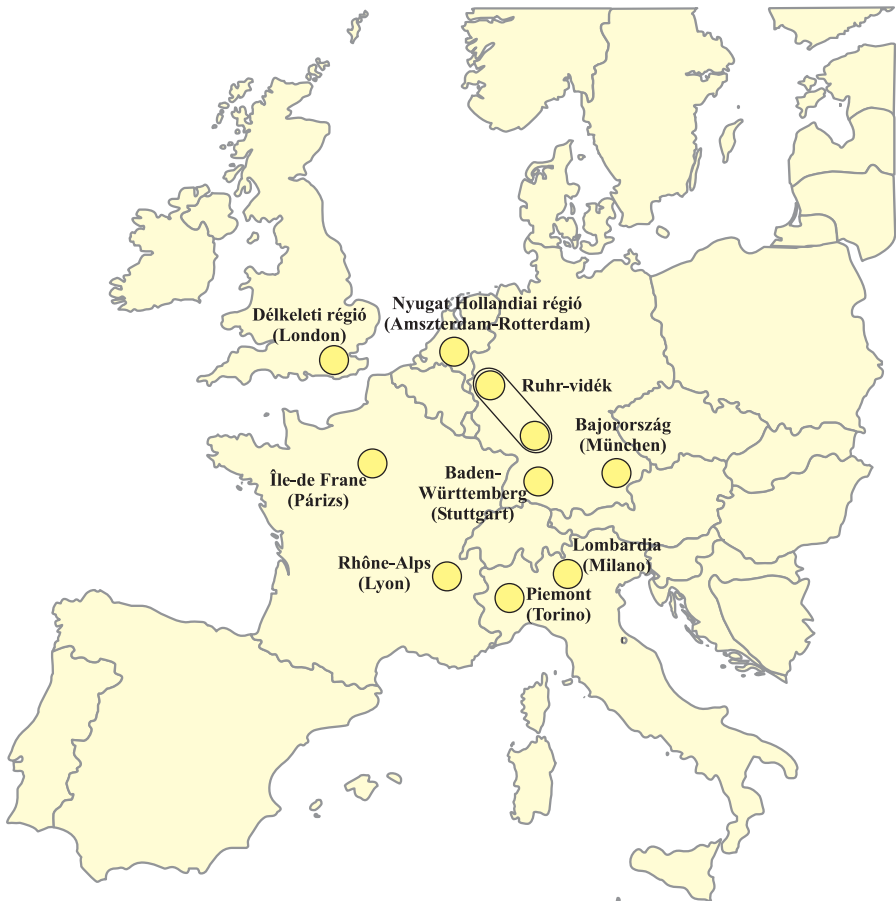 Nyugat Hollandiai régió
(Amszterdam-Rotterdam)
Délkeleti régió
(London)
Ruhr-vidék
Bajorország
(München)
Île-de Frane
(Párizs)
Baden-
Württemberg
(Stuttgart)
Lombardia
(Milano)
Rhône-Alps
(Lyon)
Piemont
(Torino)